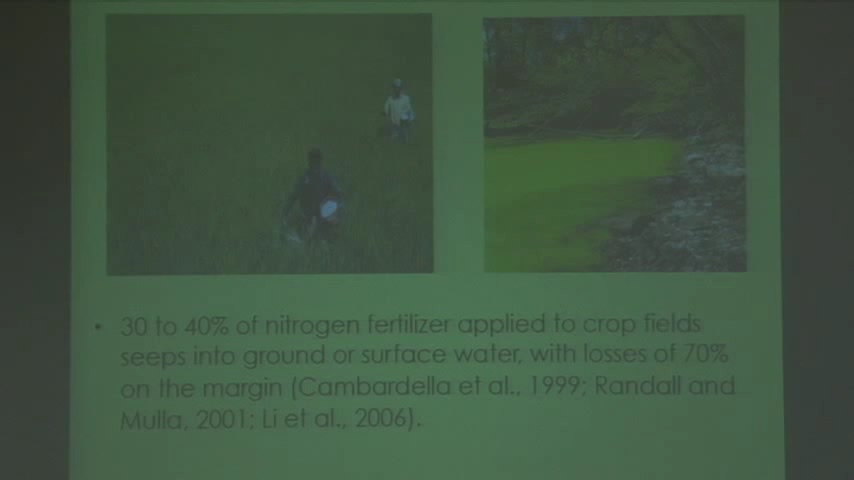 • 30 to 40% of nitrogen fertilizer applied to crop fields
seeps into ground or surface water, with losses of 70%
on the margin (Cambardella et al., 1999; Randall and
Mulla, 2001; Li et al., 2006).